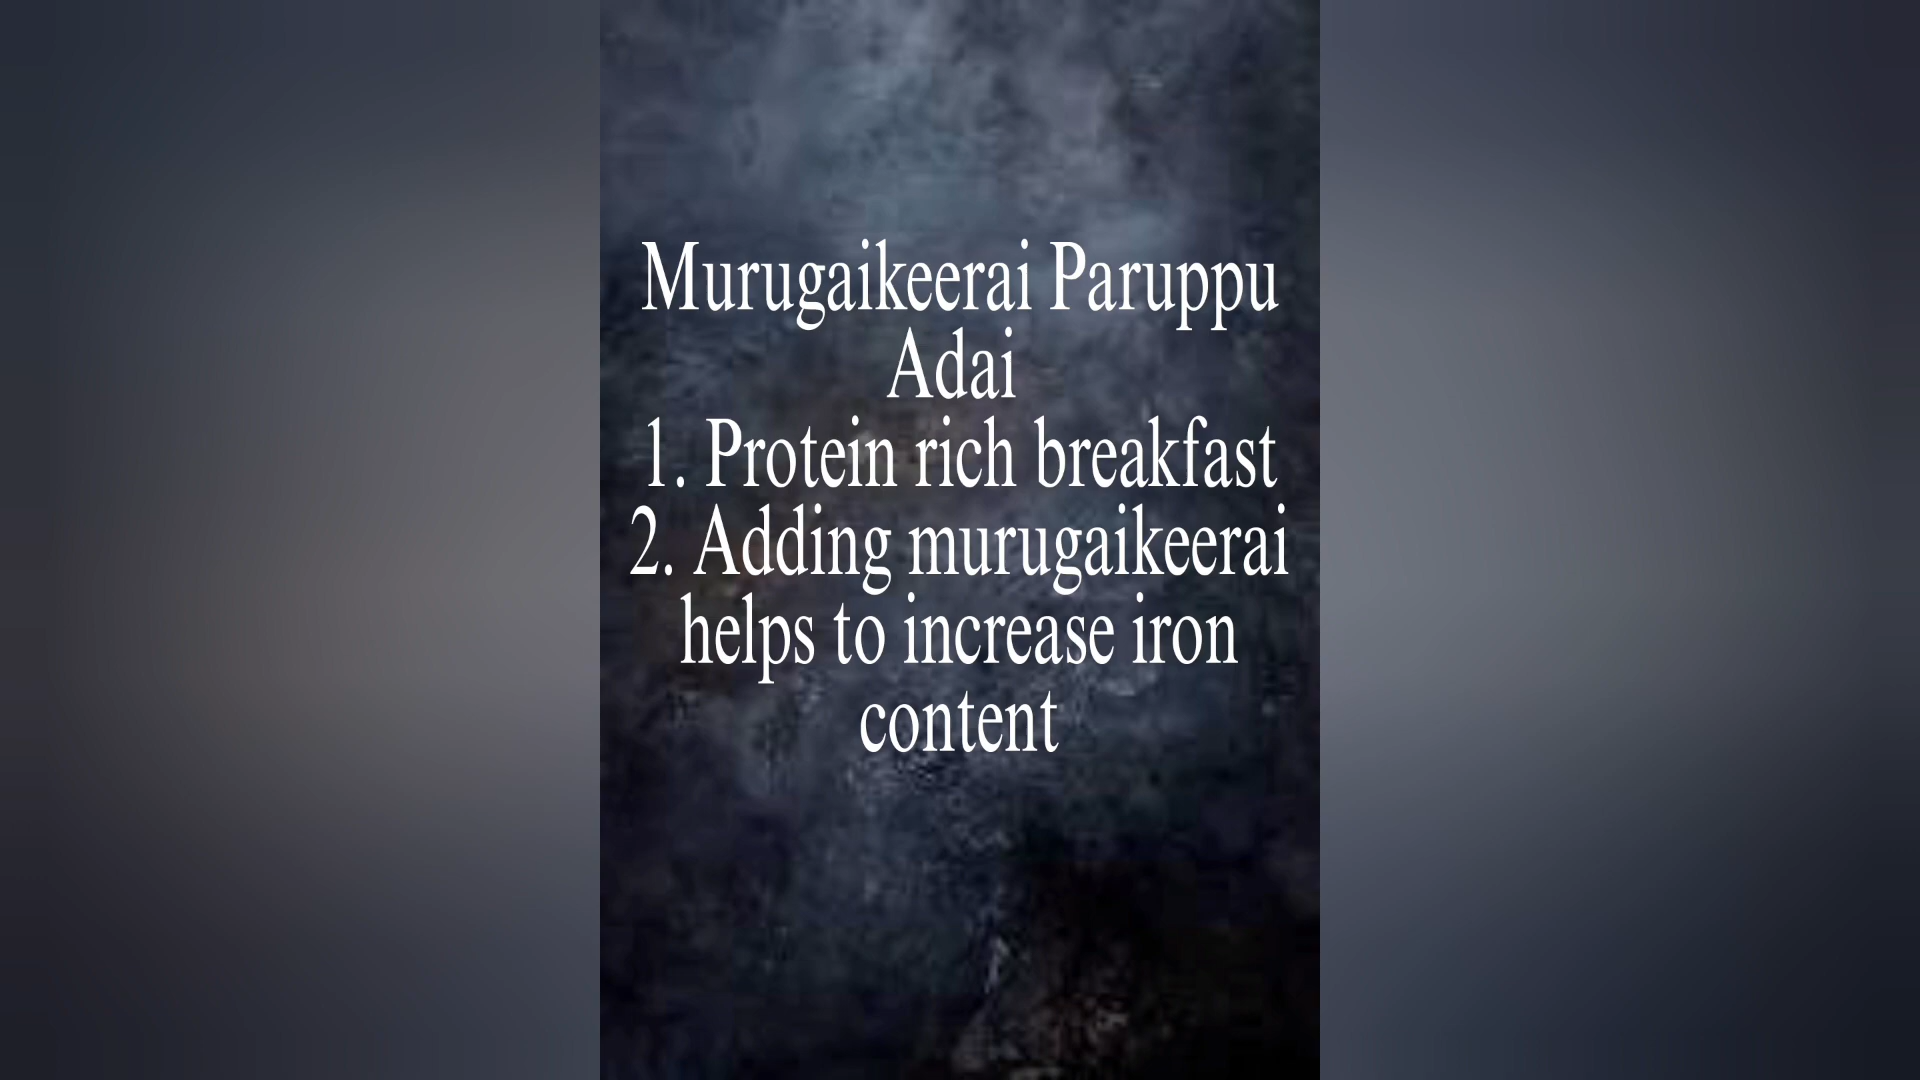 Murugaikeerai Paruppu
Adai
1. Protein rich breakfast
2. Adding murugaikeerai
helps to increase iron
content